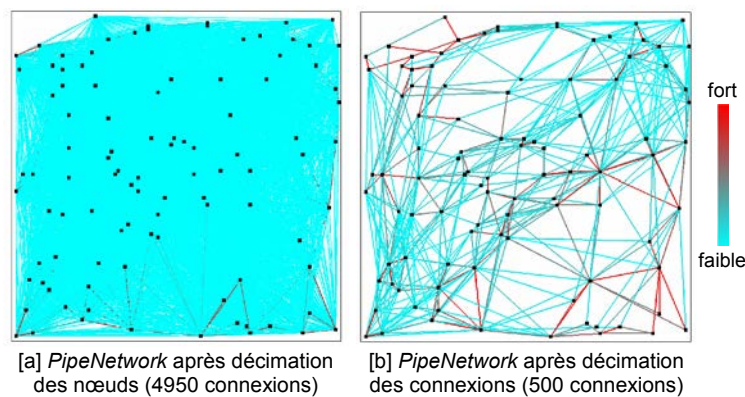 fort
faible
[a] PipeNetwork après décimation
des nœuds (4950 connexions)
[b] PipeNetwork après décimation
des connexions (500 connexions)